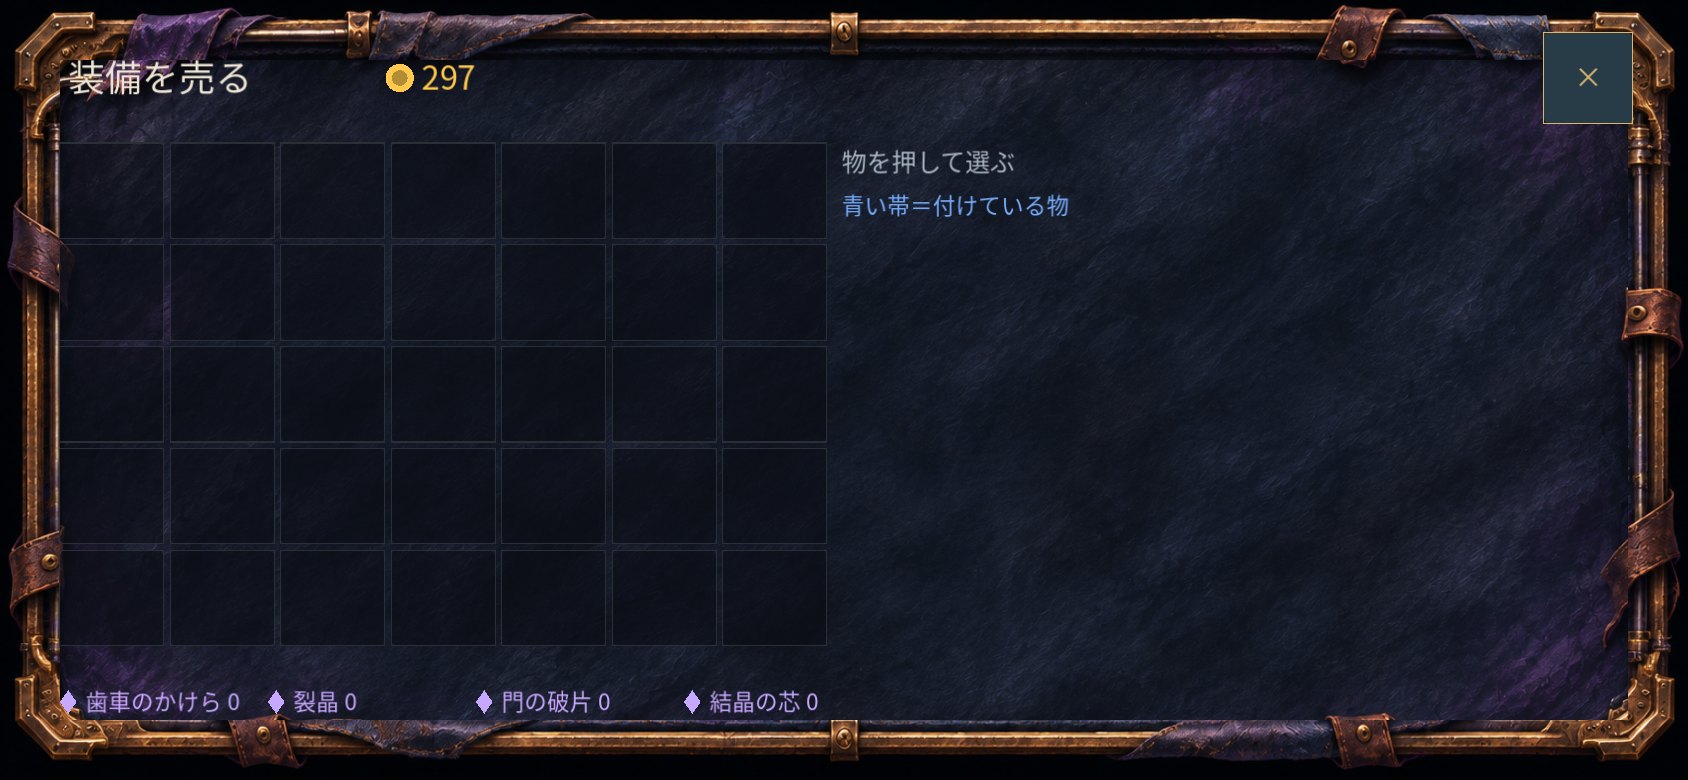 装備を売る 297 ×
物を押して選ぶ
青い帯=付けている物
歯車のかけら 0 裂晶 0 門の破片 0 結晶の芯 0